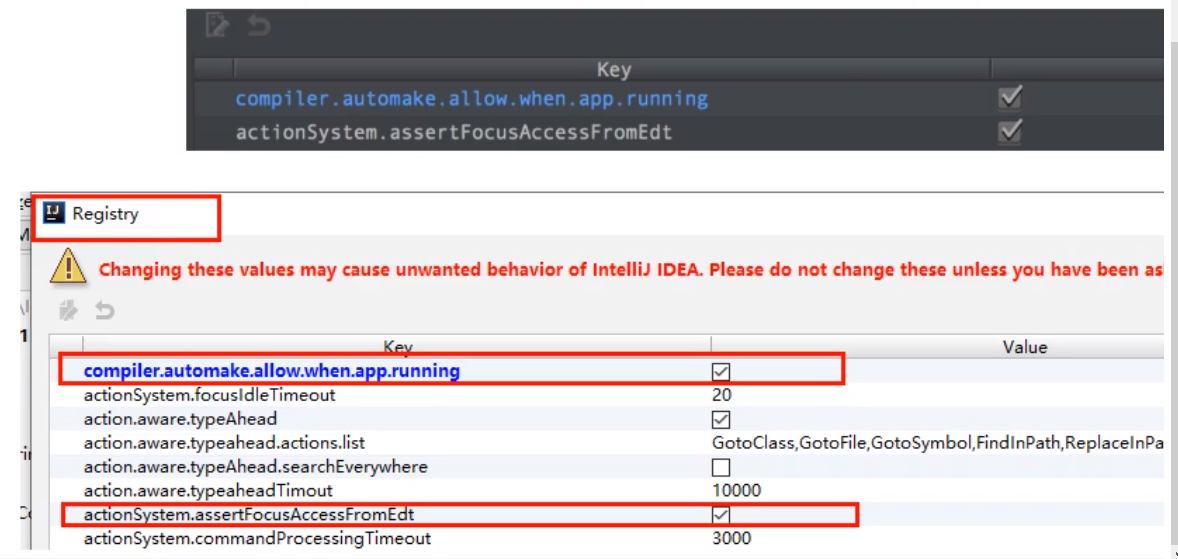 Key
compiler.automake.allow.when.app.running
actionSystem.assertFocusAccessFromEdt
Registry
Changing these values may cause unwanted behavior of IntelliJ IDEA. Please do not change these unless you have been as
Key Value
compiler.automake.allow.when.app.running
actionSystem.focusIdleTimeout 20
action.aware.typeAhead
action.aware.typeahead.actions.list GotoClass,GotoFile,GotoSymbol,FindInPath,ReplaceInPa
action.aware.typeAhead.searchEverywhere
action.aware.typeaheadTimout 10000
actionSystem.assertFocusAccessFromEdt
actionSystem.commandProcessingTimeout 3000